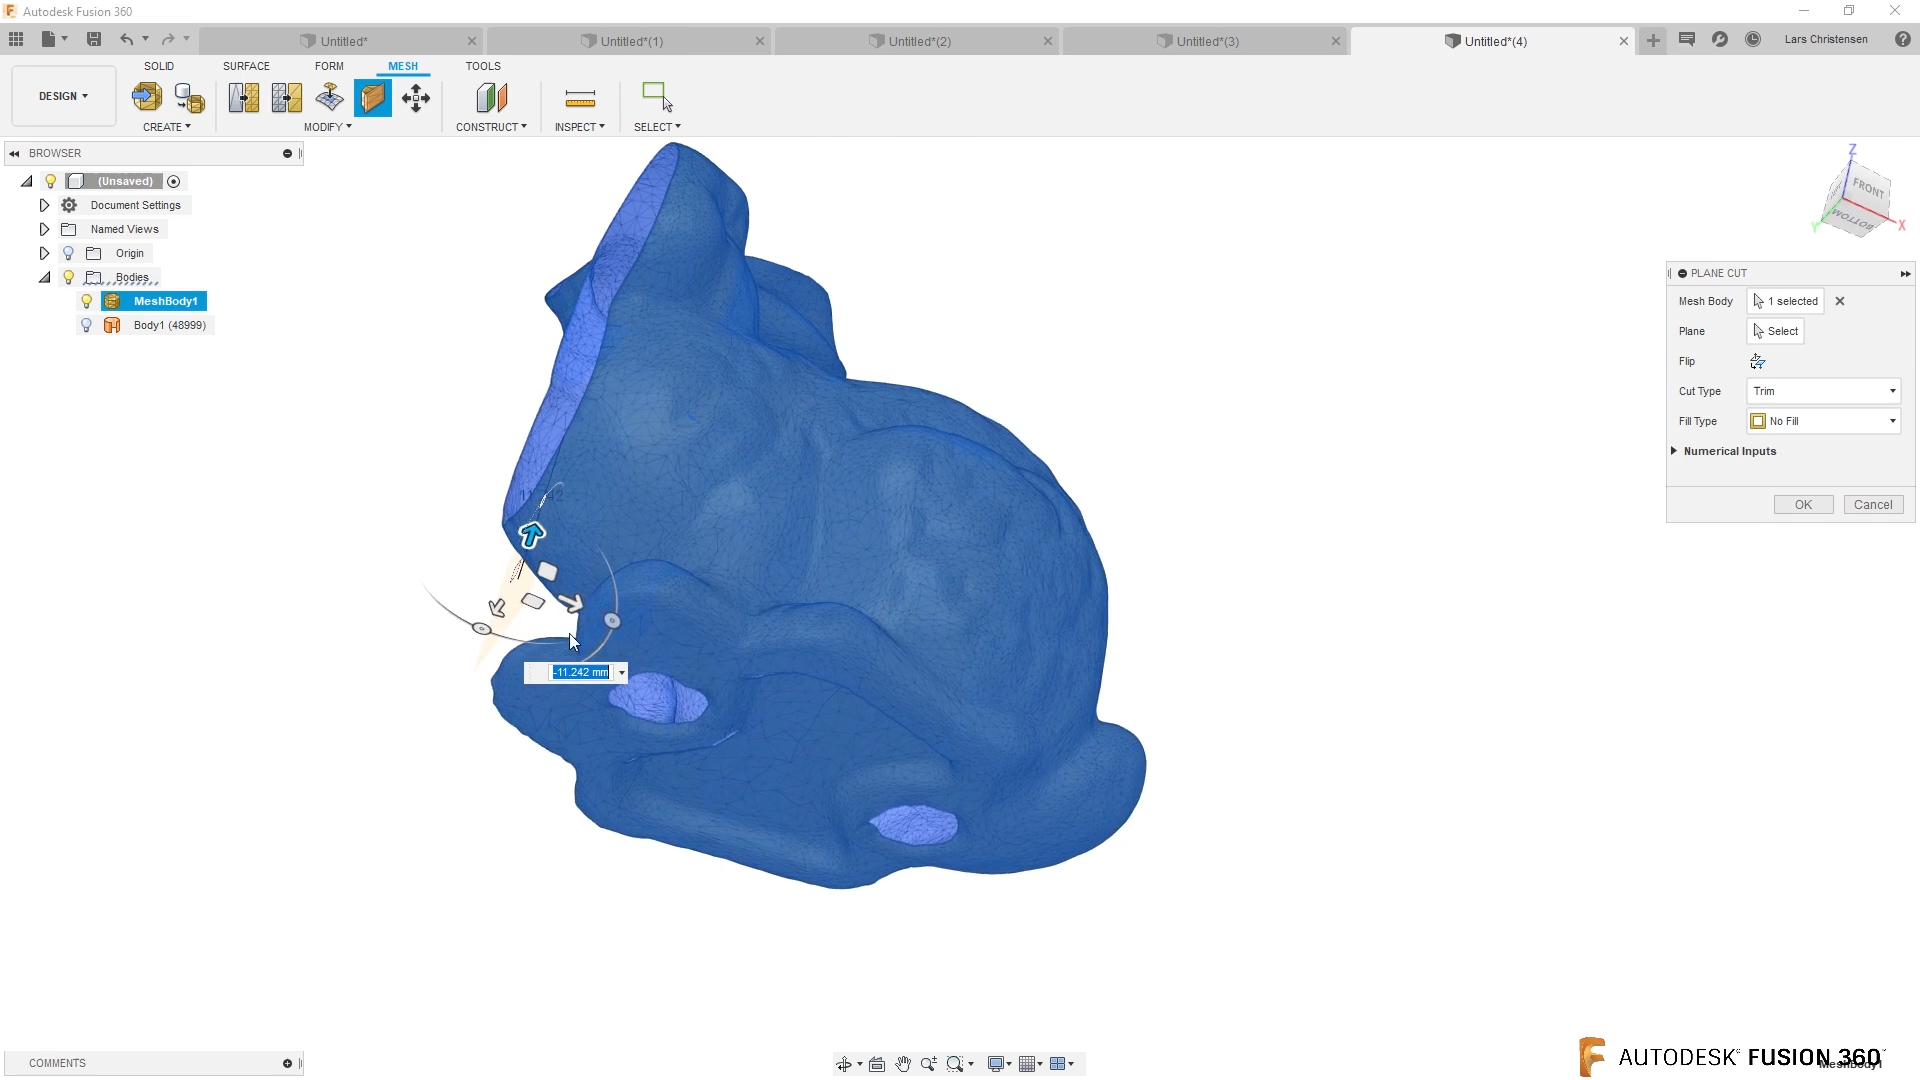 Autodesk Fusion 360
Untitled*
Untitled*(1)
Untitled*(2)
Untitled*(3)
Untitled*(4)
Lars Christensen
DESIGN
SOLID
SURFACE
FORM
MESH
TOOLS
CREATE
MODIFY
CONSTRUCT
INSPECT
SELECT
BROWSER
(Unsaved)
Document Settings
Named Views
Origin
Bodies
MeshBody1
Body1 (48999)
Z
FRONT
BOTTOM
Y
X
PLANE CUT
Mesh Body
1 selected
Plane
Select
Flip
Cut Type
Trim
Fill Type
No Fill
Numerical Inputs
OK
Cancel
-11.242 mm
COMMENTS
AUTODESK® FUSION 360™
MeshBody1